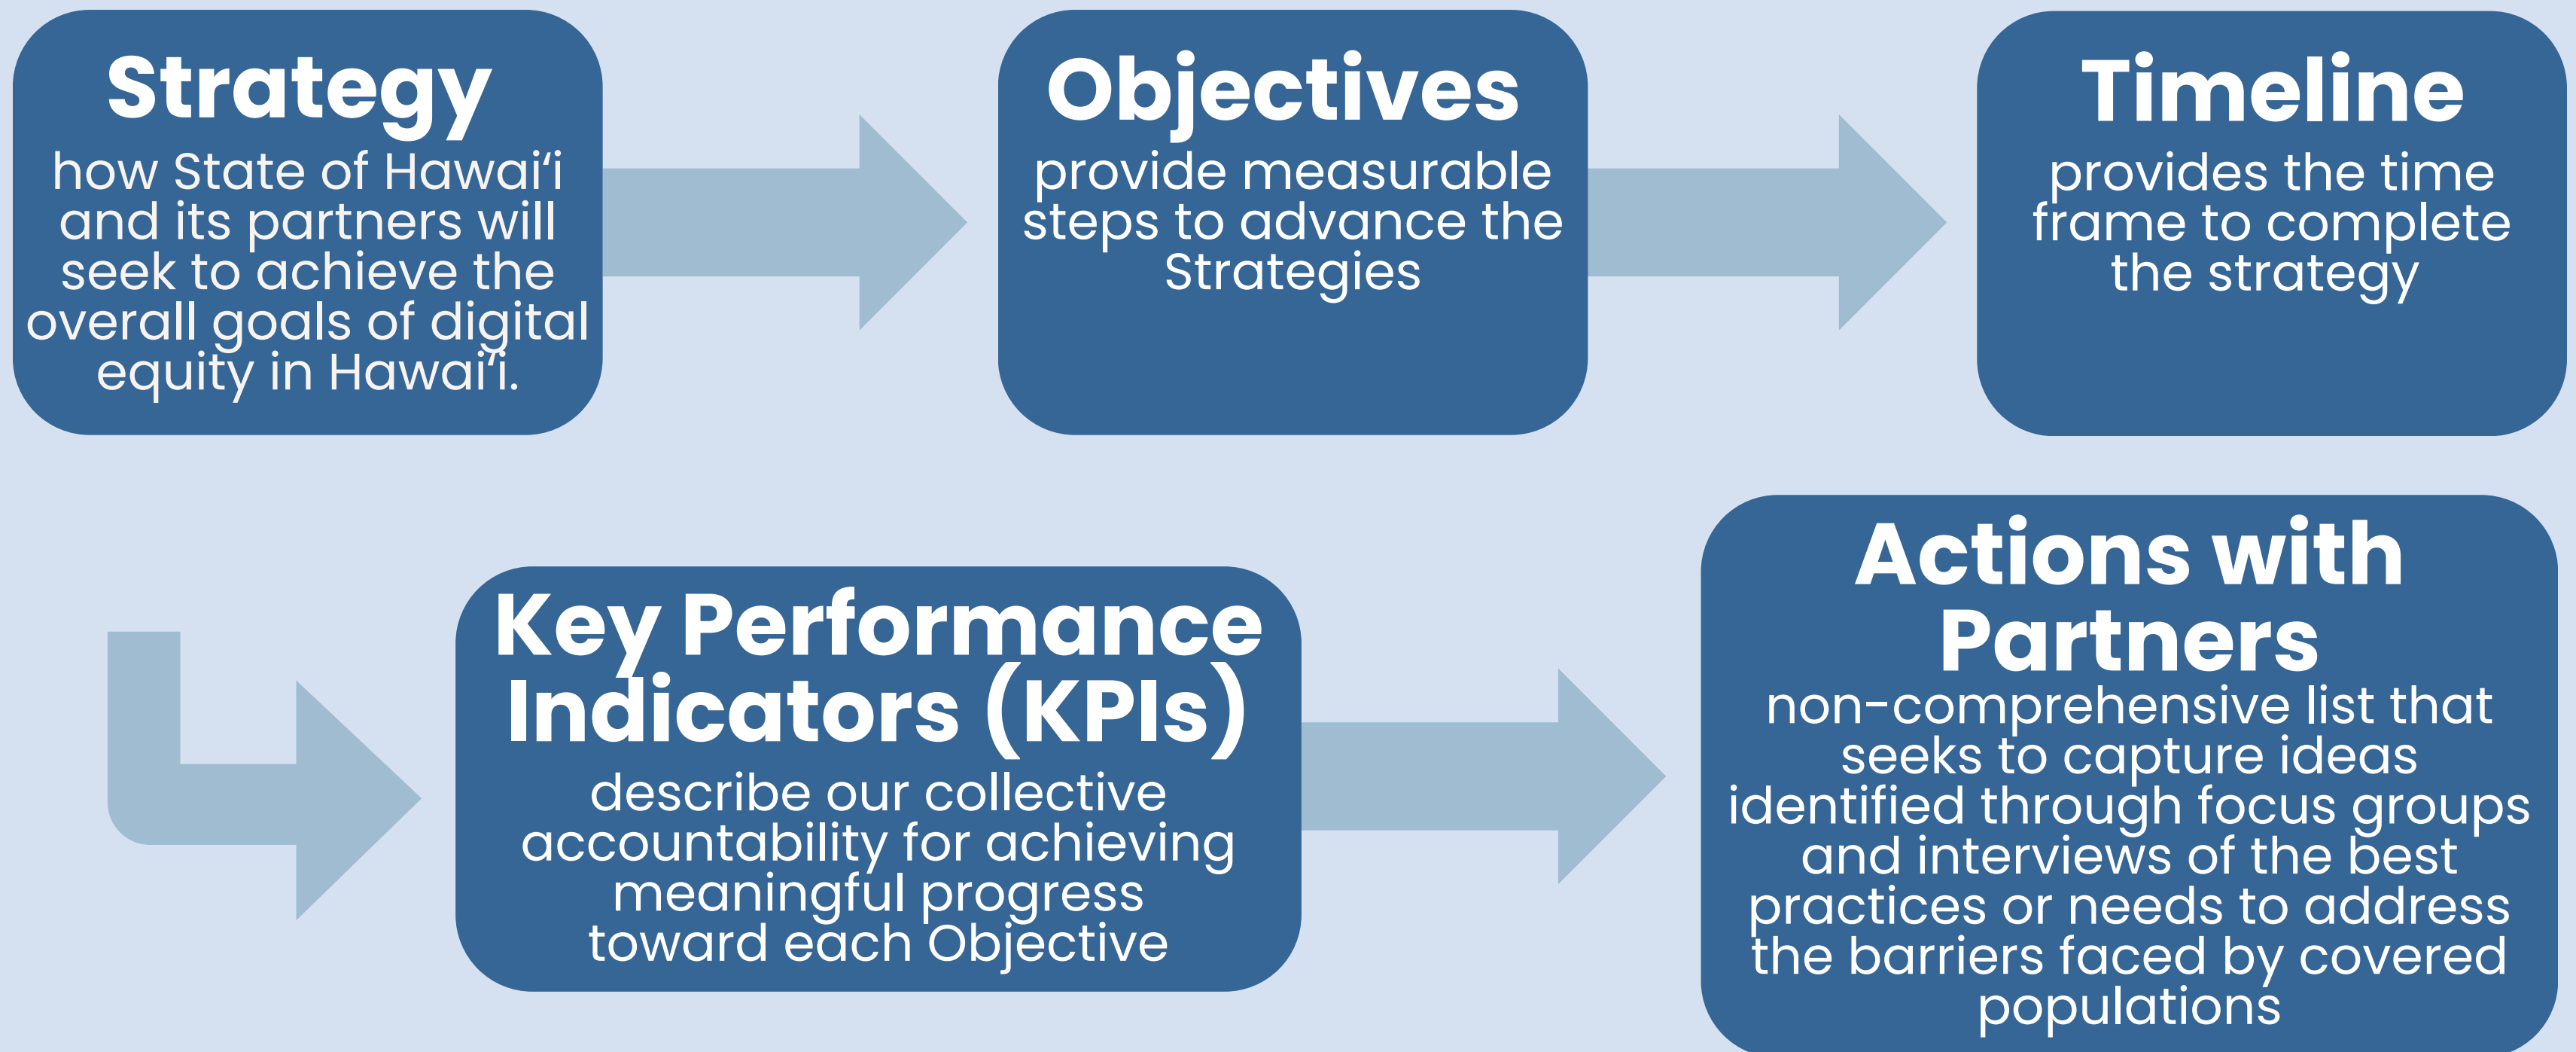 Strategy
how State of Hawaiʻi
and its partners will
seek to achieve the
overall goals of digital
equity in Hawaiʻi.
Objectives
provide measurable
steps to advance the
Strategies
Timeline
provides the time
frame to complete
the strategy
Key Performance
Indicators (KPIs)
describe our collective
accountability for achieving
meaningful progress
toward each Objective
Actions with
Partners
non-comprehensive list that
seeks to capture ideas
identified through focus groups
and interviews of the best
practices or needs to address
the barriers faced by covered
populations